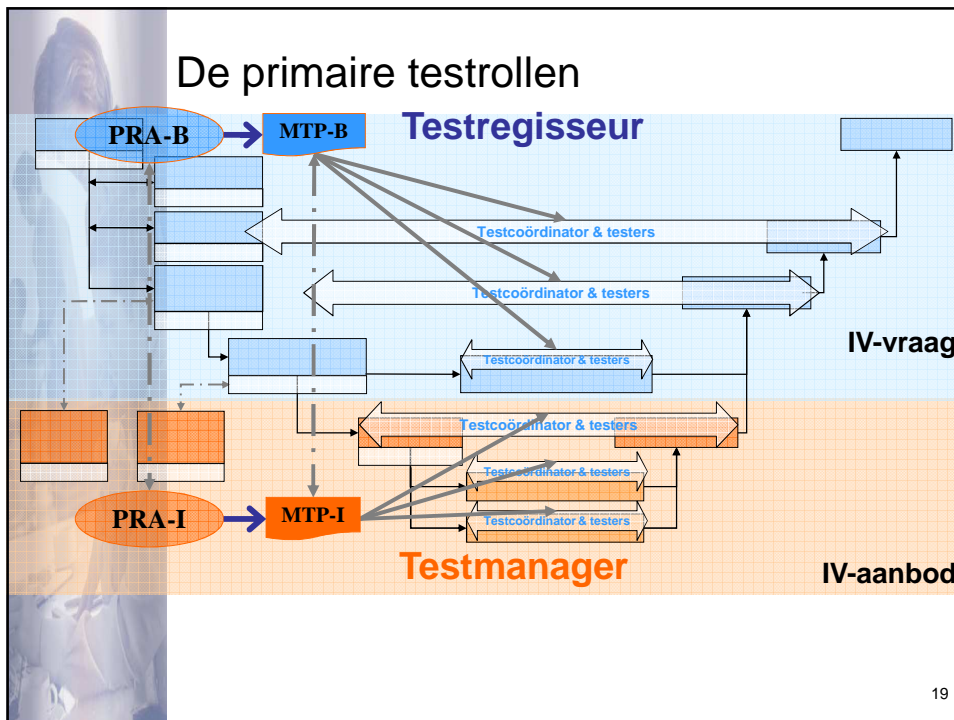 De primaire testrollen
PRA-B
MTP-B
Testregisseur
Testcoördinator & testers
Testcoördinator & testers
IV-vraag
Testcoördinator & testers
Testcoördinator & testers
Testcoördinator & testers
PRA-I
MTP-I
Testcoördinator & testers
Testmanager
IV-aanbod
19